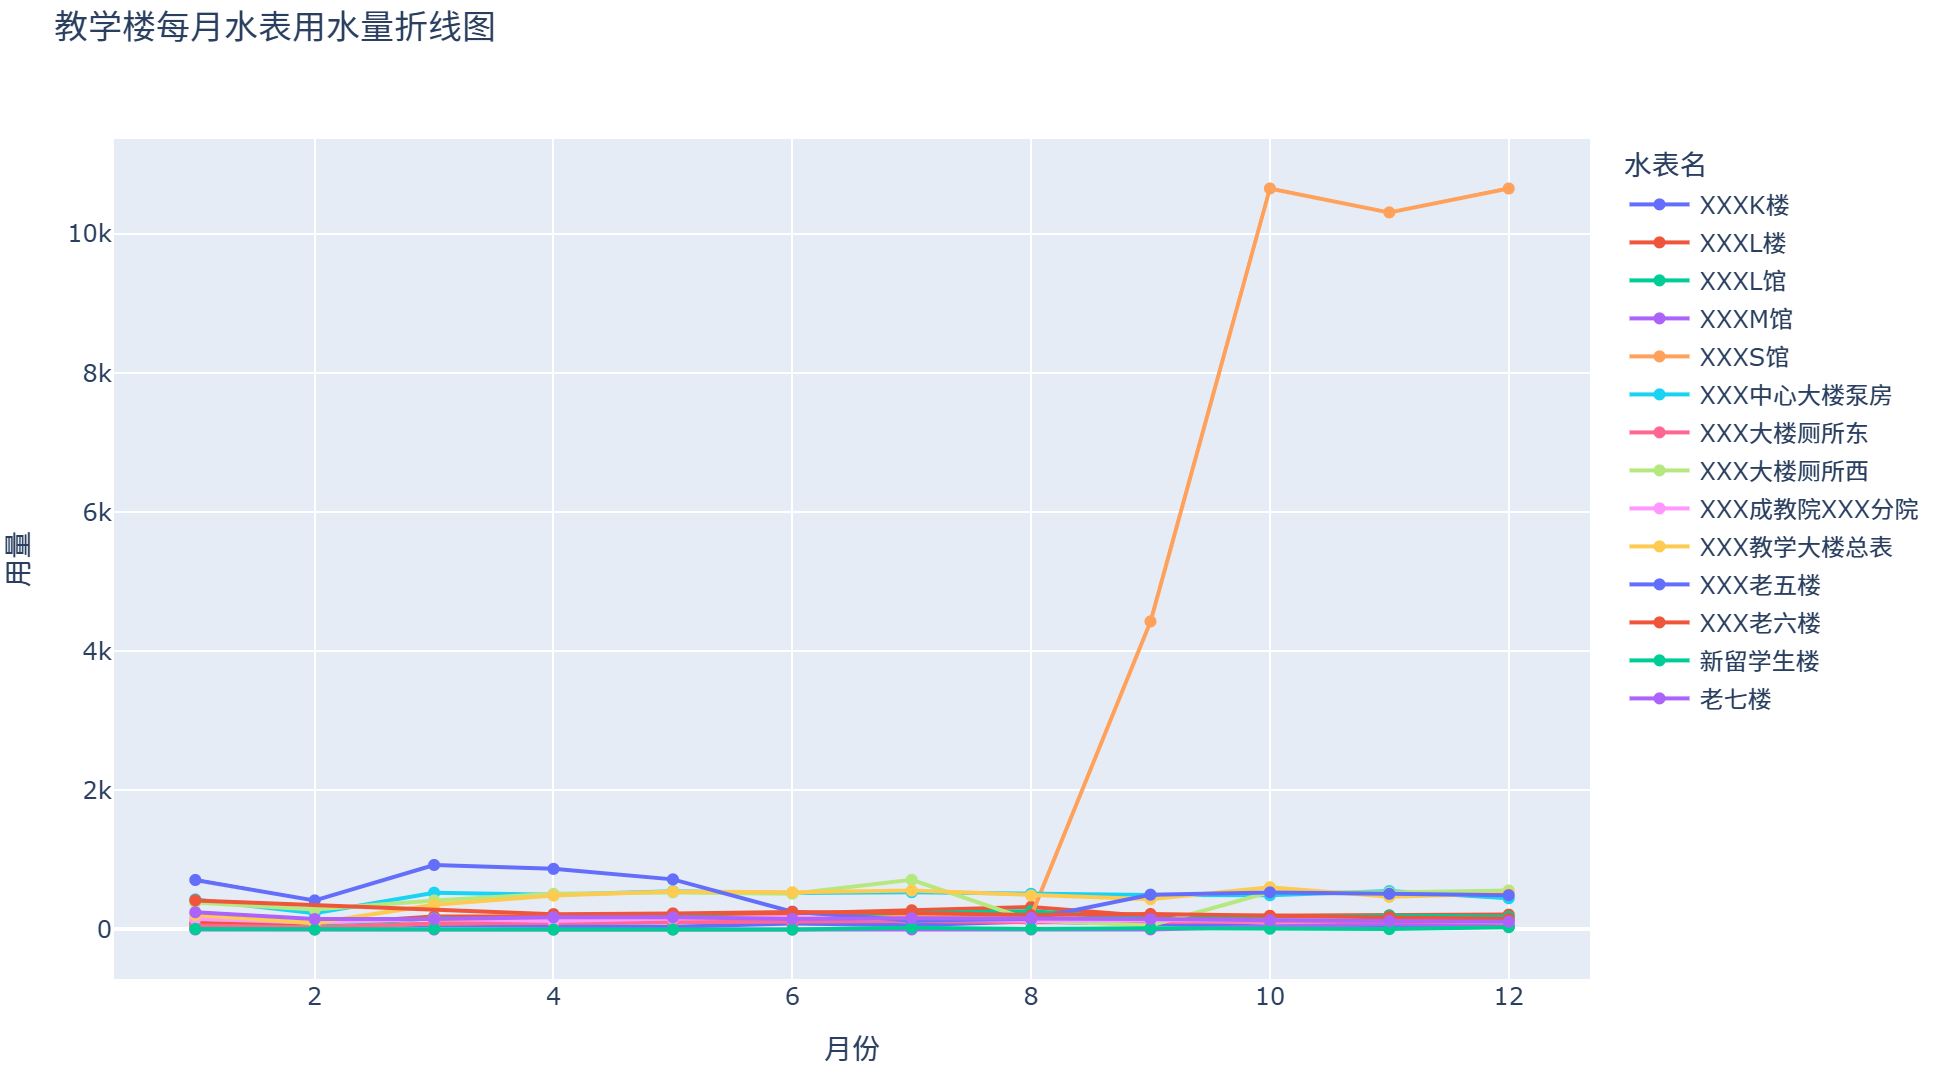 教学楼每月水表用水量折线图
水表名
XXXK楼
XXXL楼
XXXL馆
XXXM馆
XXXS馆
XXX中心大楼泵房
XXX大楼厕所东
XXX大楼厕所西
XXX成教院XXX分院
XXX教学大楼总表
XXX老五楼
XXX老六楼
新留学生楼
老七楼
10k
8k
6k
4k
2k
0
用量
2 4 6 8 10 12
月份